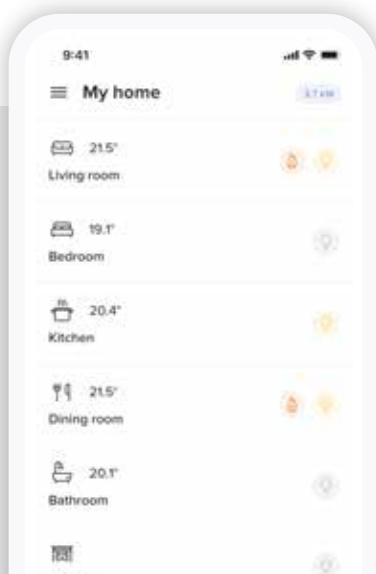 9:41
My home
21.5°
Living room
19.1°
Bedroom
20.4°
Kitchen
21.5°
Dining room
20.1°
Bathroom